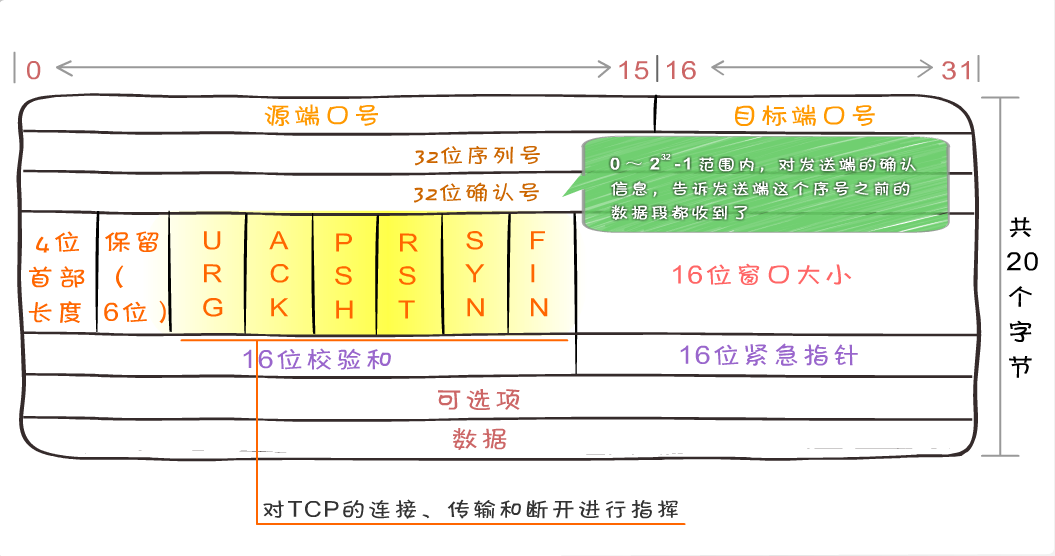 0 15 16 31
源端口号 目标端口号
32位序列号
32位确认号
0 ~ 2³² -1 范围内，对发送端的确认
信息，告诉发送端这个序号之前的
数据段都收到了
4位
首部
长度
保留
（
6位）
URG
ACK
PSH
RST
SYN
FIN
16位窗口大小
16位校验和 16位紧急指针
可选项
数据
共
20
个
字
节
对TCP的连接、传输和断开进行指挥